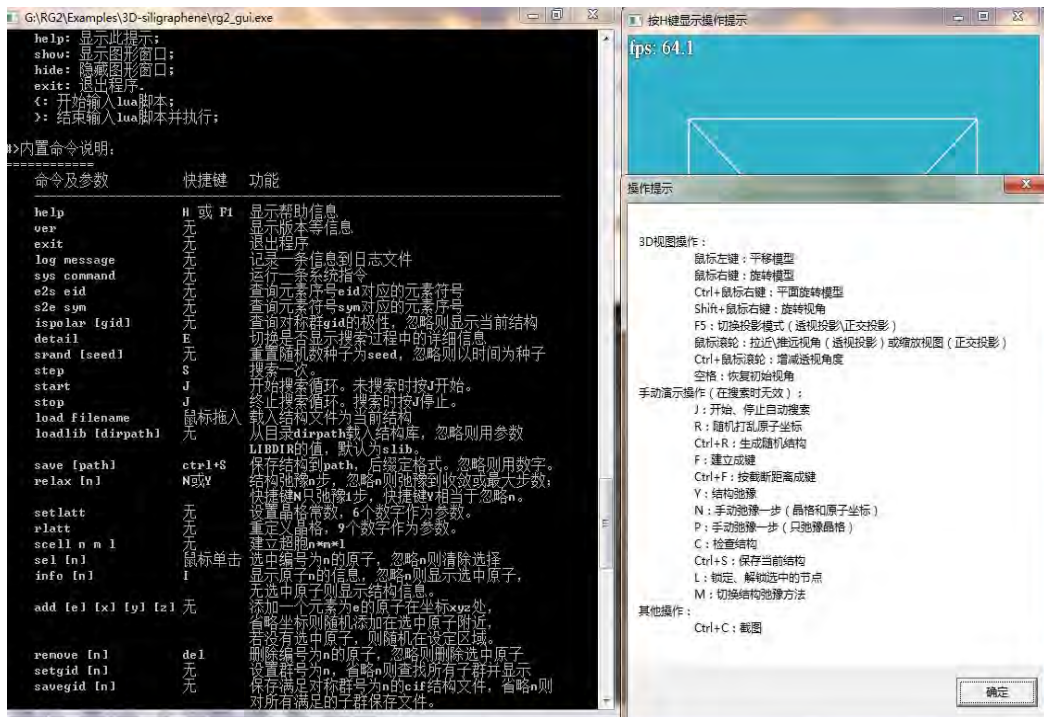 G:\RG2\Examples\3D-siligraphene\rg2_gui.exe
help: 显示此提示;
show: 显示图形窗口;
hide: 隐藏图形窗口;
exit: 退出程序.
{: 开始输入lua脚本;
}: 结束输入lua脚本并执行;
#>内置命令说明:
============
命令及参数 快捷键 功能
help H 或 F1 显示帮助信息
ver 无 显示版本等信息
exit 无 退出程序
log message 无 记录一条信息到日志文件
sys command 无 运行一条系统指令
e2s eid 无 查询元素序号eid对应的元素符号
s2e sym 无 查询元素符号sym对应的元素序号
ispolar [gid] 无 查询对称群gid的极性, 忽略则显示当前结构
detail E 切换是否显示搜索过程中的详细信息
srand [seed] 无 重置随机数种子为seed, 忽略则以时间为种子
step S 搜索一次。
start J 开始搜索循环。未搜索时按J开始。
stop J 终止搜索循环。搜索时按J停止。
load filename 鼠标拖入 载入结构文件为当前结构
loadlib [dirpath] 无 从目录dirpath载入结构库, 忽略则用参数
LIBDIR的值, 默认为slib。
save [path] ctrl+S 保存结构到path, 后缀定格式。忽略则用数字。
relax [n] N或Y 结构弛豫n步, 忽略n则弛豫到收敛或最大步数;
快捷键N只弛豫1步, 快捷键Y相当于忽略n。
setlatt 无 设置晶格常数, 6个数字作为参数。
rlatt 无 重定义晶格, 9个数字作为参数。
scell n m l 无 建立超胞n*m*l
sel [n] 鼠标单击 选中编号为n的原子, 忽略n则清除选择
info [n] I 显示原子n的信息, 忽略n则显示选中原子,
无选中原子则显示结构信息。
add [e] [x] [y] [z] 无 添加一个元素为e的原子在坐标xyz处,
省略坐标则随机添加在选中原子附近,
若没有选中原子, 则随机在设定区域。
remove [n] del 删除编号为n的原子, 忽略则删除选中原子
setgid [n] 无 设置群号为n, 省略n则查找所有子群并显示
savegid [n] 无 保存满足对称群号为n的cif结构文件, 省略n则
对所有满足的子群保存文件。
按H键显示操作提示
fps: 64.1
操作提示
3D视图操作:
鼠标左键:平移模型
鼠标右键:旋转模型
Ctrl+鼠标右键:平面旋转模型
Shift+鼠标右键:旋转视角
F5:切换投影模式(透视投影\正交投影)
鼠标滚轮:拉近\推远视角(透视投影)或缩放视图(正交投影)
Ctrl+鼠标滚轮:增减透视角度
空格:恢复初始视角
手动演示操作(在搜索时无效):
J:开始、停止自动搜索
R:随机打乱原子坐标
Ctrl+R:生成随机结构
F:建立成键
Ctrl+F:按截断距离成键
Y:结构弛豫
N:手动弛豫一步(晶格和原子坐标)
P:手动弛豫一步(只弛豫晶格)
C:检查结构
Ctrl+S:保存当前结构
L:锁定、解锁选中的节点
M:切换结构弛豫方法
其他操作:
Ctrl+C:截图
确定